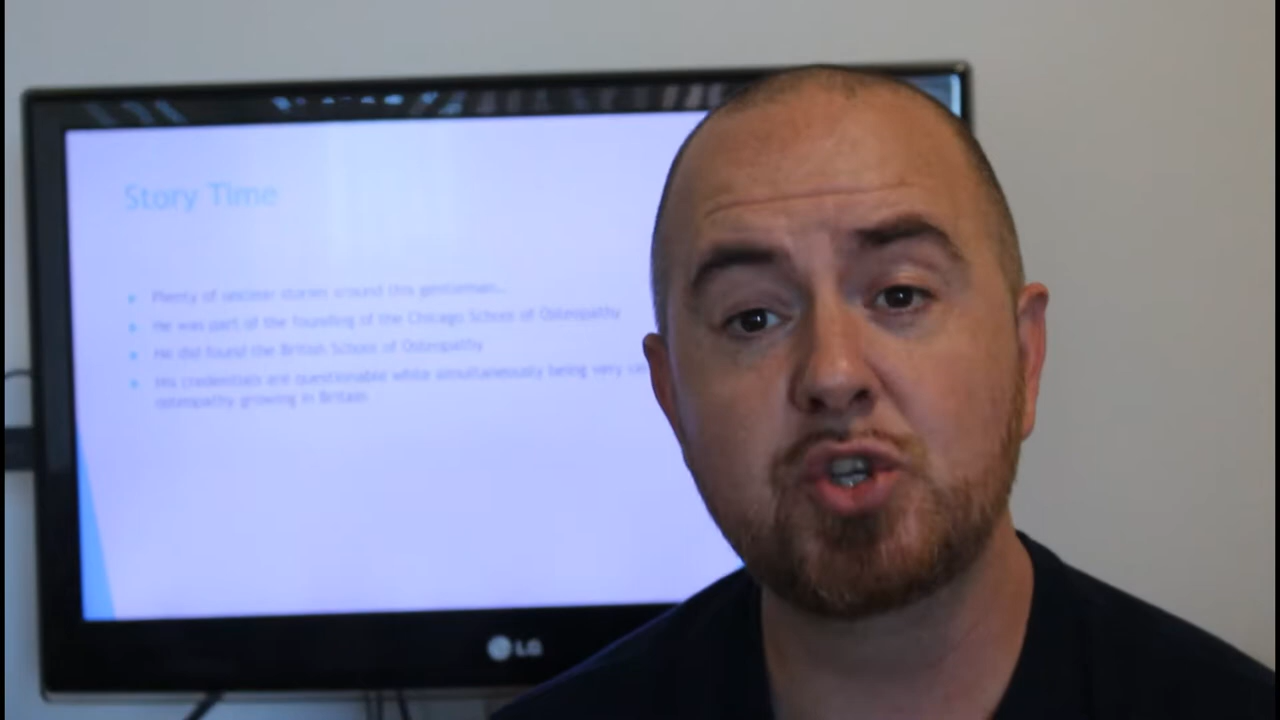 Story Time
Plenty of unclear stories around this gentleman..
He was part of the founding of the Chicago School of Osteopathy
He did found the British School of Osteopathy
His credentials are questionable while simultaneously being very
osteopathy growing in Britain
LG